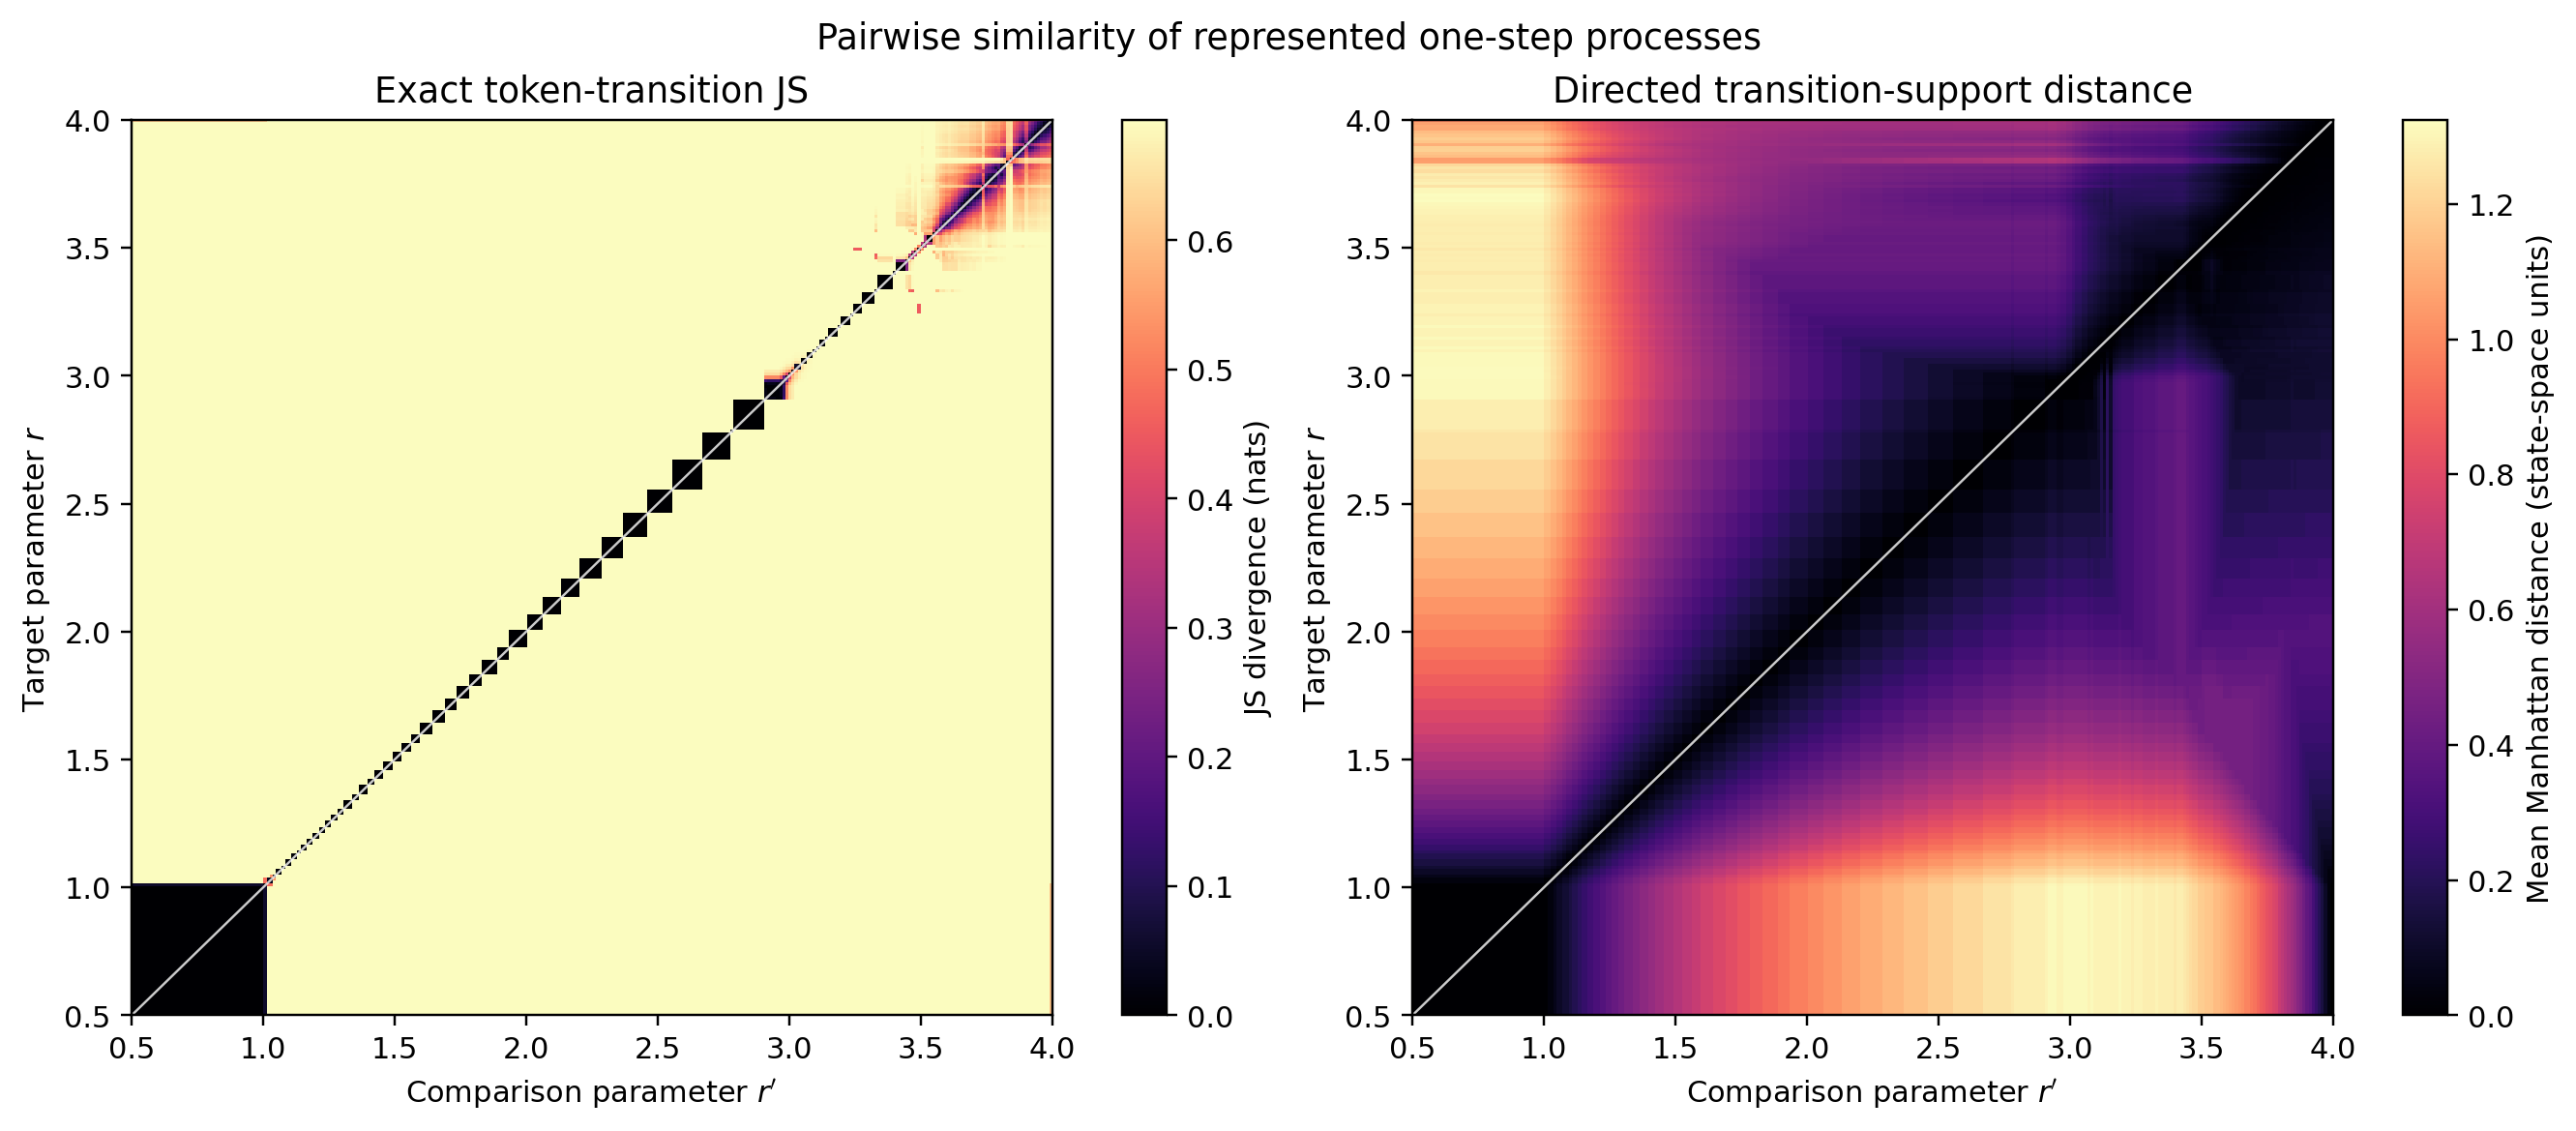 Pairwise similarity of represented one-step processes
Exact token-transition JS
4.0
3.5
3.0
2.5
2.0
1.5
1.0
0.5
Target parameter r
0.5 1.0 1.5 2.0 2.5 3.0 3.5 4.0
Comparison parameter r′
0.6
0.5
0.4
0.3
0.2
0.1
0.0
JS divergence (nats)
Directed transition-support distance
4.0
3.5
3.0
2.5
2.0
1.5
1.0
0.5
Target parameter r
0.5 1.0 1.5 2.0 2.5 3.0 3.5 4.0
Comparison parameter r′
1.2
1.0
0.8
0.6
0.4
0.2
0.0
Mean Manhattan distance (state-space units)